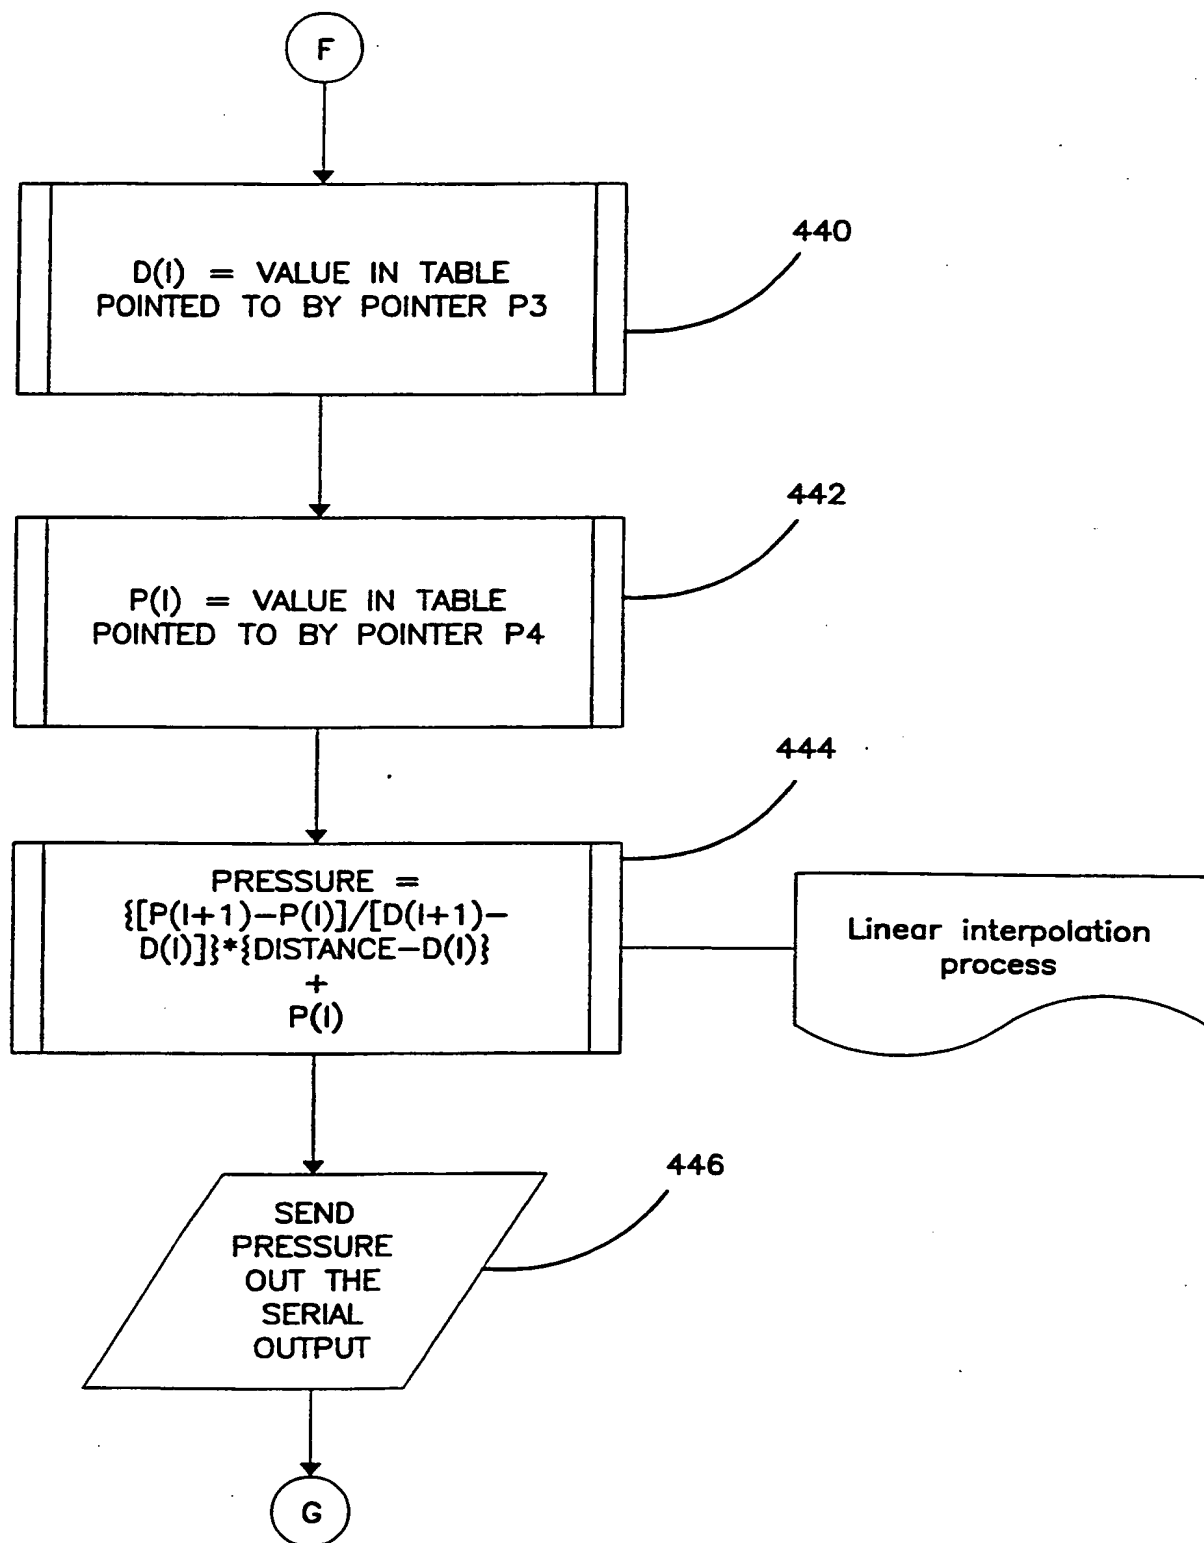 F
440
D(I) = VALUE IN TABLE
POINTED TO BY POINTER P3
442
P(I) = VALUE IN TABLE
POINTED TO BY POINTER P4
444
PRESSURE =
{[P(I+1)-P(I)]/[D(I+1)-
D(I)]}*{DISTANCE-D(I)}
+
P(I)
Linear interpolation
process
446
SEND
PRESSURE
OUT THE
SERIAL
OUTPUT
G